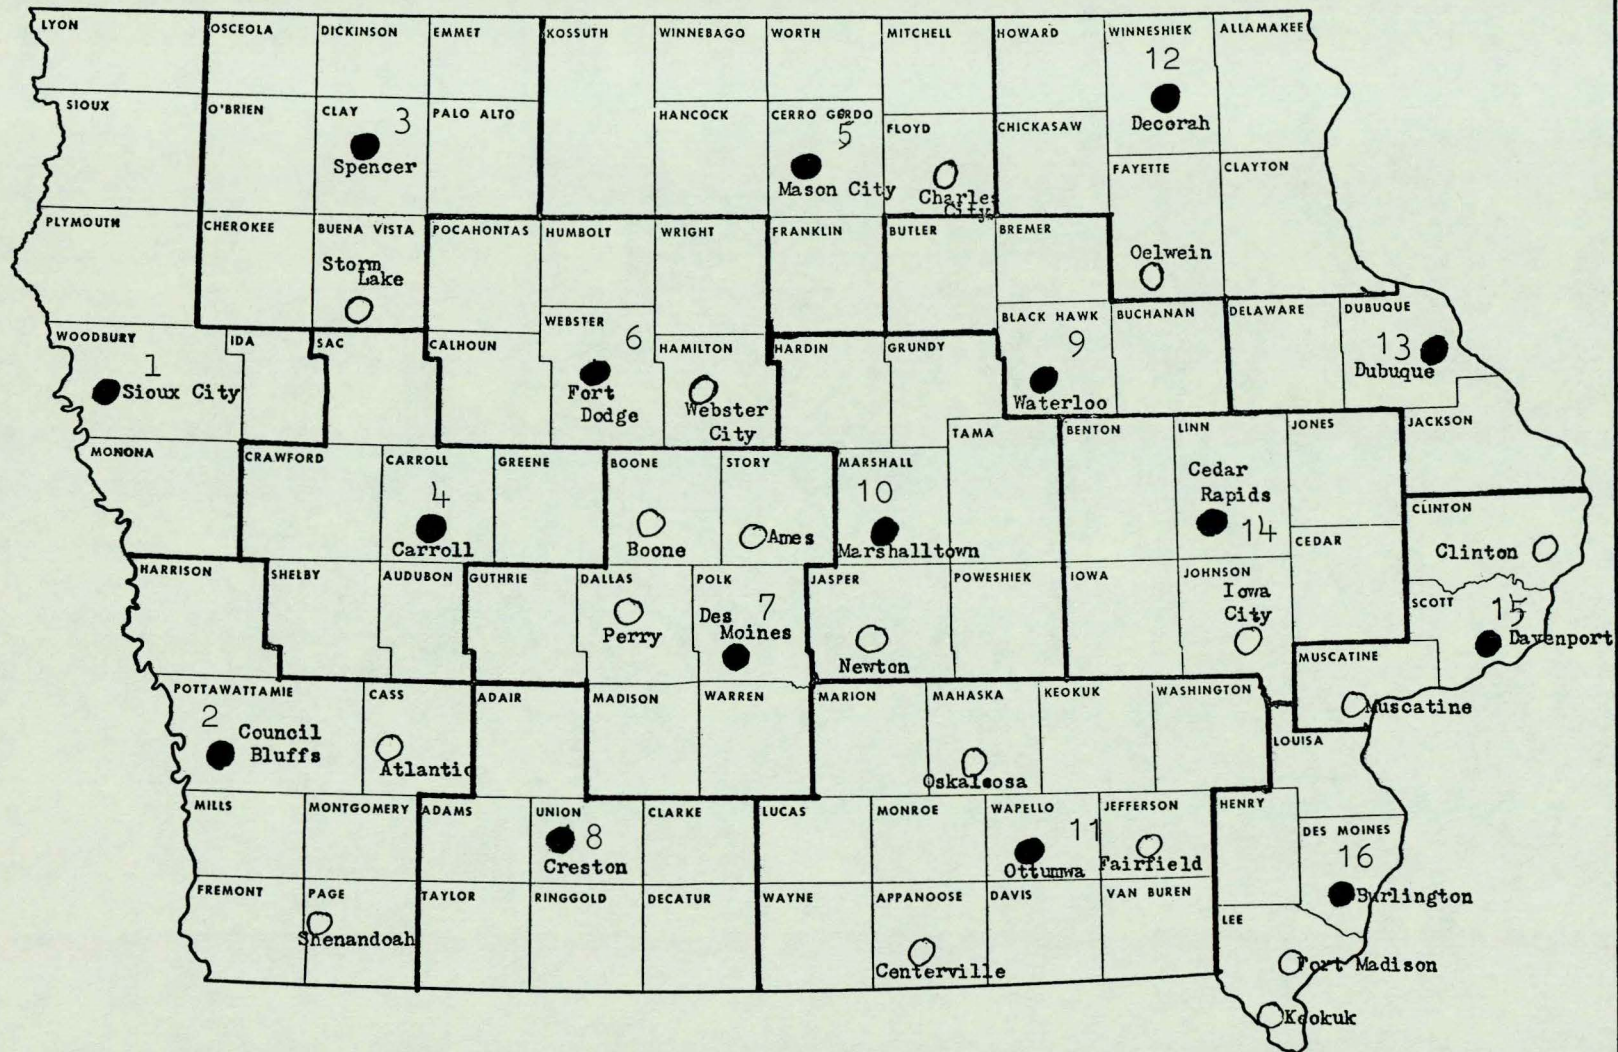 LYON OSCEOLA DICKINSON EMMET KOSSUTH WINNEBAGO WORTH MITCHELL HOWARD WINNESHIEK ALLAMAKEE
12
Decorah
SIOUX O'BRIEN CLAY PALO ALTO HANCOCK CERRO GORDO FLOYD CHICKASAW
3
Spencer
5
Mason City
Charles
City
FAYETTE CLAYTON
Oelwein
PLYMOUTH CHEROKEE BUENA VISTA POCAHONTAS HUMBOLT WRIGHT FRANKLIN BUTLER BREMER
Storm
Lake
WOODBURY IDA SAC CALHOUN WEBSTER HAMILTON HARDIN GRUNDY BLACK HAWK BUCHANAN DELAWARE DUBUQUE
1
Sioux City
6
Fort
Dodge
Webster
City
9
Waterloo
13
Dubuque
MONONA CRAWFORD CARROLL GREENE BOONE STORY MARSHALL TAMA BENTON LINN JONES JACKSON
4
Carroll
Boone
Ames
10
Marshalltown
Cedar
Rapids
14
CEDAR
CLINTON
Clinton
HARRISON SHELBY AUDUBON GUTHRIE DALLAS POLK JASPER POWESHIEK IOWA JOHNSON
Perry
Des 7
Moines
Newton
Iowa
City
SCOTT
15
Davenport
MUSCATINE
Muscatine
POTTAWATTAMIE CASS ADAIR MADISON WARREN MARION MAHASKA KEOKUK WASHINGTON
2
Council
Bluffs
Atlantic
Oskaloosa
LOUISA
MILLS MONTGOMERY ADAMS UNION CLARKE LUCAS MONROE WAPELLO JEFFERSON HENRY
8
Creston
11
Ottumwa
Fairfield
DES MOINES
16
Burlington
FREMONT PAGE TAYLOR RINGGOLD DECATUR WAYNE APPANOOSE DAVIS VAN BUREN LEE
Shenandoah
Centerville
Fort Madison
Keokuk